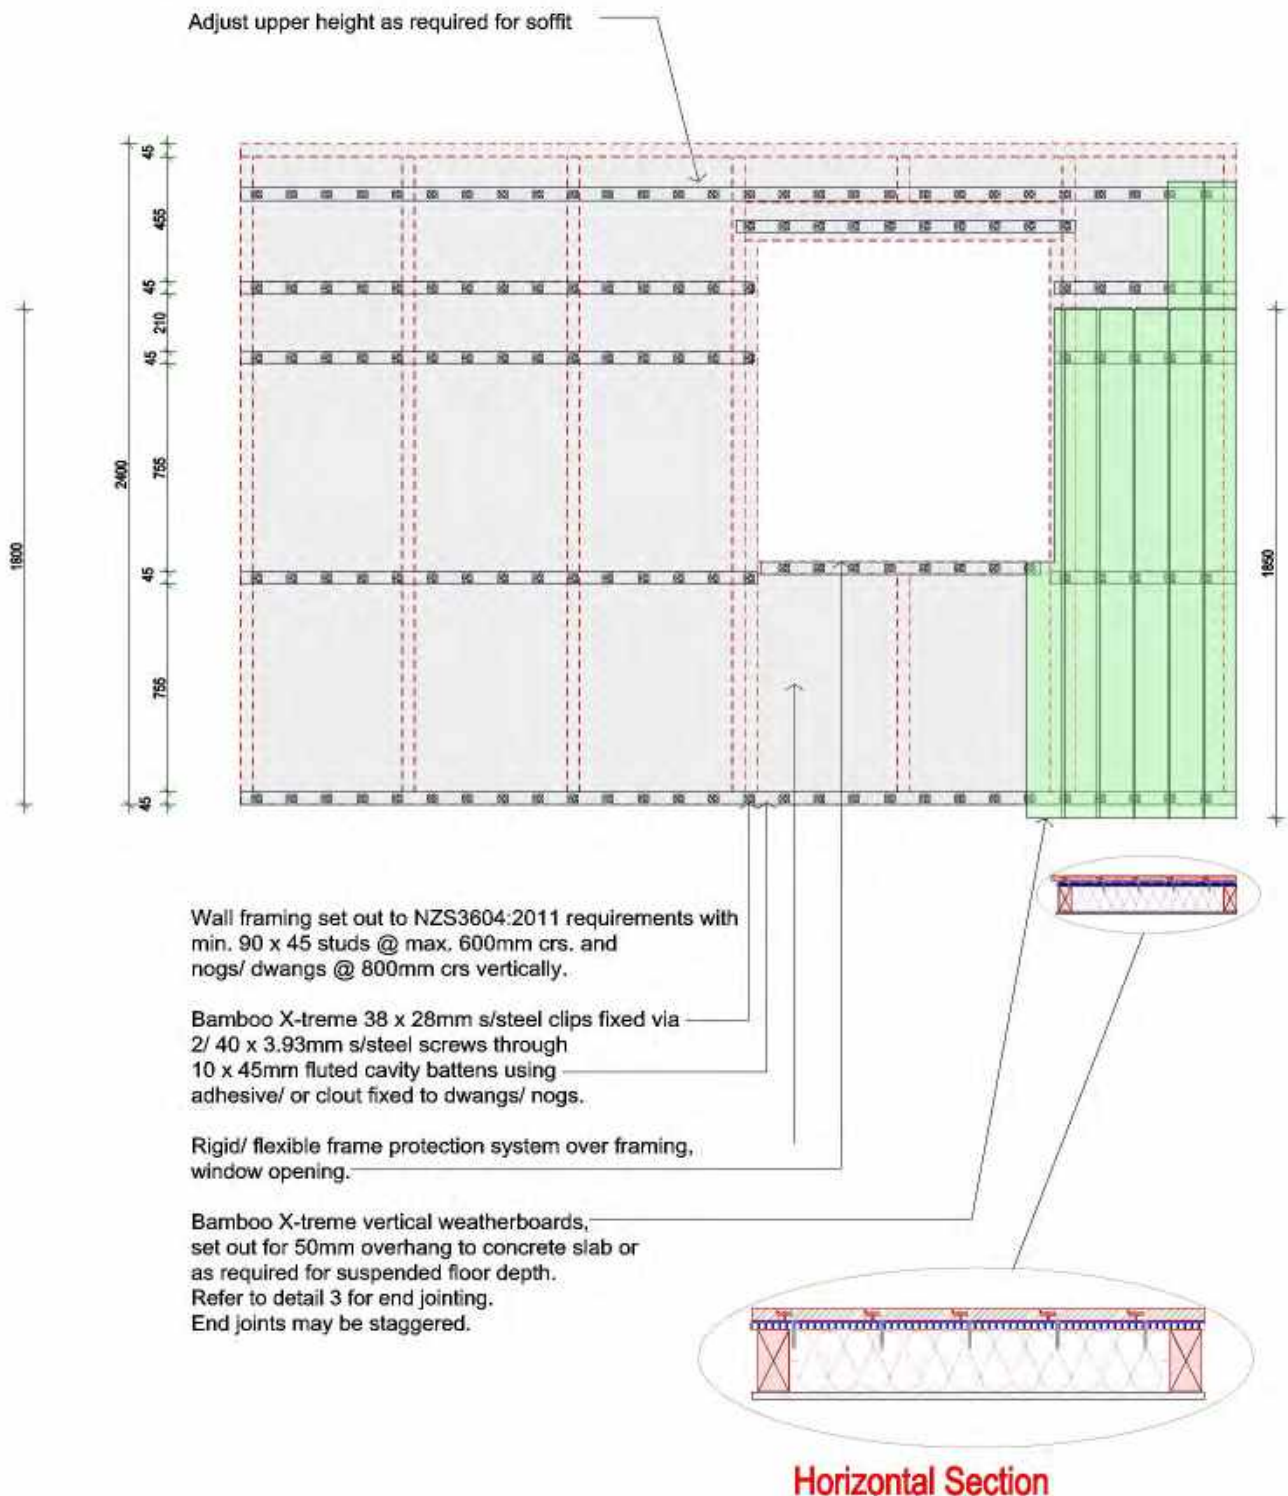 Adjust upper height as required for soffit
45
455
45
210
45
755
45
755
45
2400
1800
1850
Wall framing set out to NZS3604:2011 requirements with
min. 90 x 45 studs @ max. 600mm crs. and
nogs/ dwangs @ 800mm crs vertically.
Bamboo X-treme 38 x 28mm s/steel clips fixed via
2/ 40 x 3.93mm s/steel screws through
10 x 45mm fluted cavity battens using
adhesive/ or clout fixed to dwangs/ nogs.
Rigid/ flexible frame protection system over framing,
window opening.
Bamboo X-treme vertical weatherboards,
set out for 50mm overhang to concrete slab or
as required for suspended floor depth.
Refer to detail 3 for end jointing.
End joints may be staggered.
Horizontal Section